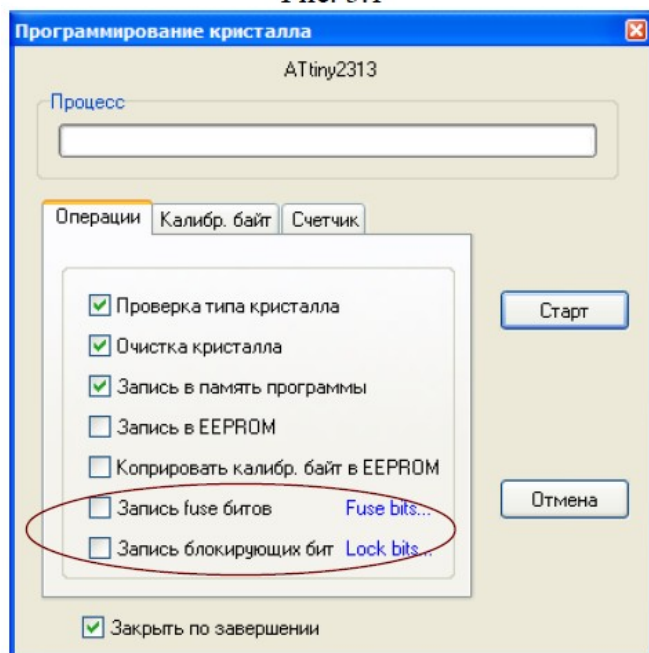 Программирование кристалла
ATtiny2313
Процесс
Операции Калибр. байт Счетчик
Проверка типа кристалла
Старт
Очистка кристалла
Запись в память программы
Запись в EEPROM
Коприровать калибр. байт в EEPROM
Запись fuse битов Fuse bits...
Отмена
Запись блокирующих бит Lock bits...
Закрыть по завершении